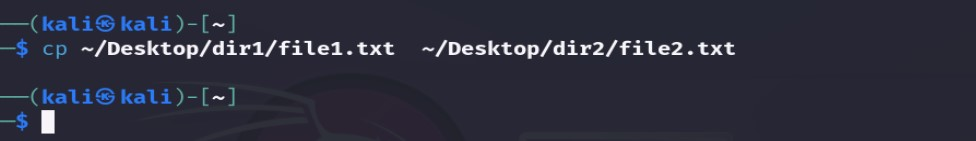 ──(kali㉿kali)-[~]
─$ cp ~/Desktop/dir1/file1.txt  ~/Desktop/dir2/file2.txt
──(kali㉿kali)-[~]
─$